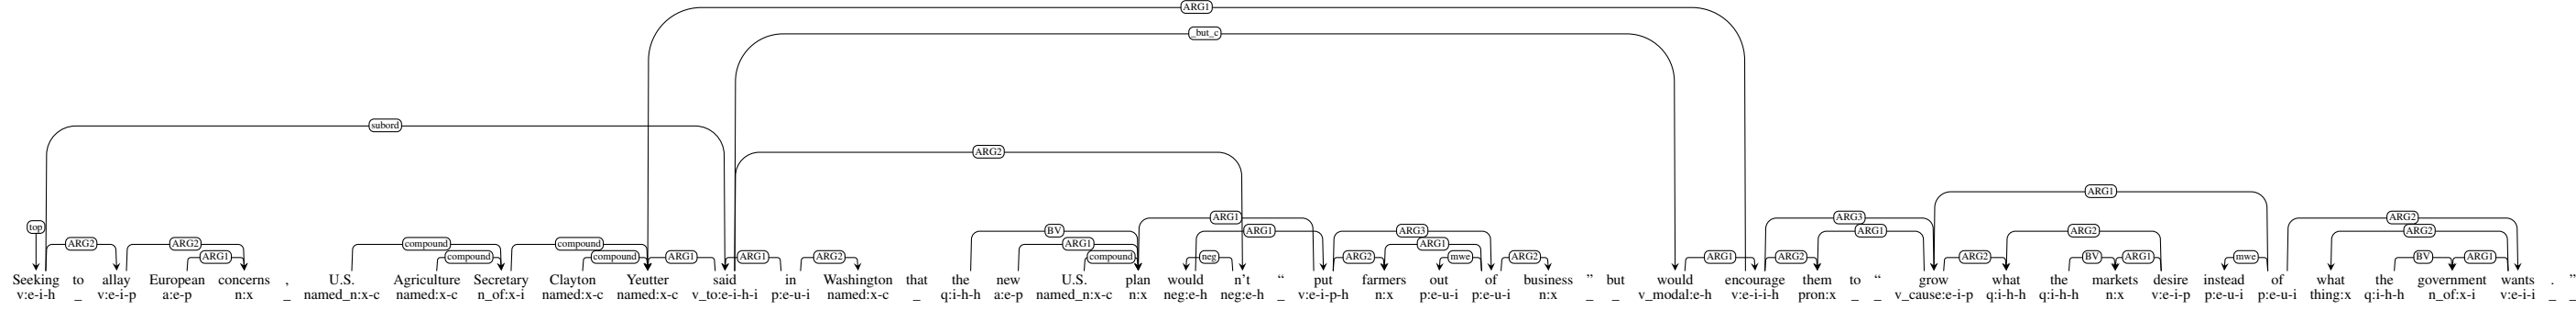 ARG1
_but_c
subord
ARG2
ARG1
top
BV
ARG1
ARG3
ARG3
ARG1
ARG2
ARG2
ARG2
ARG2
compound
compound
ARG1
ARG1
ARG2
ARG2
ARG1
compound
compound
ARG1
ARG1
ARG2
compound
neg
ARG2
mwe
ARG2
ARG1
ARG2
ARG2
BV
ARG1
mwe
BV
ARG1
Seeking to allay European concerns , U.S. Agriculture Secretary Clayton Yeutter said in Washington that the new U.S. plan would n't “ put farmers out of business ” but would encourage them to “ grow what the markets desire instead of what the government wants . ”
v:e-i-h _ v:e-i-p a:e-p n:x _ named_n:x-c named:x-c n_of:x-i named:x-c named:x-c v_to:e-i-h-i p:e-u-i named:x-c _ q:i-h-h a:e-p named_n:x-c n:x neg:e-h neg:e-h _ v:e-i-p-h n:x p:e-u-i p:e-u-i n:x _ _ v_modal:e-h v:e-i-i-h pron:x _ _ v_cause:e-i-p q:i-h-h q:i-h-h n:x v:e-i-p p:e-u-i p:e-u-i thing:x q:i-h-h n_of:x-i v:e-i-i _ _